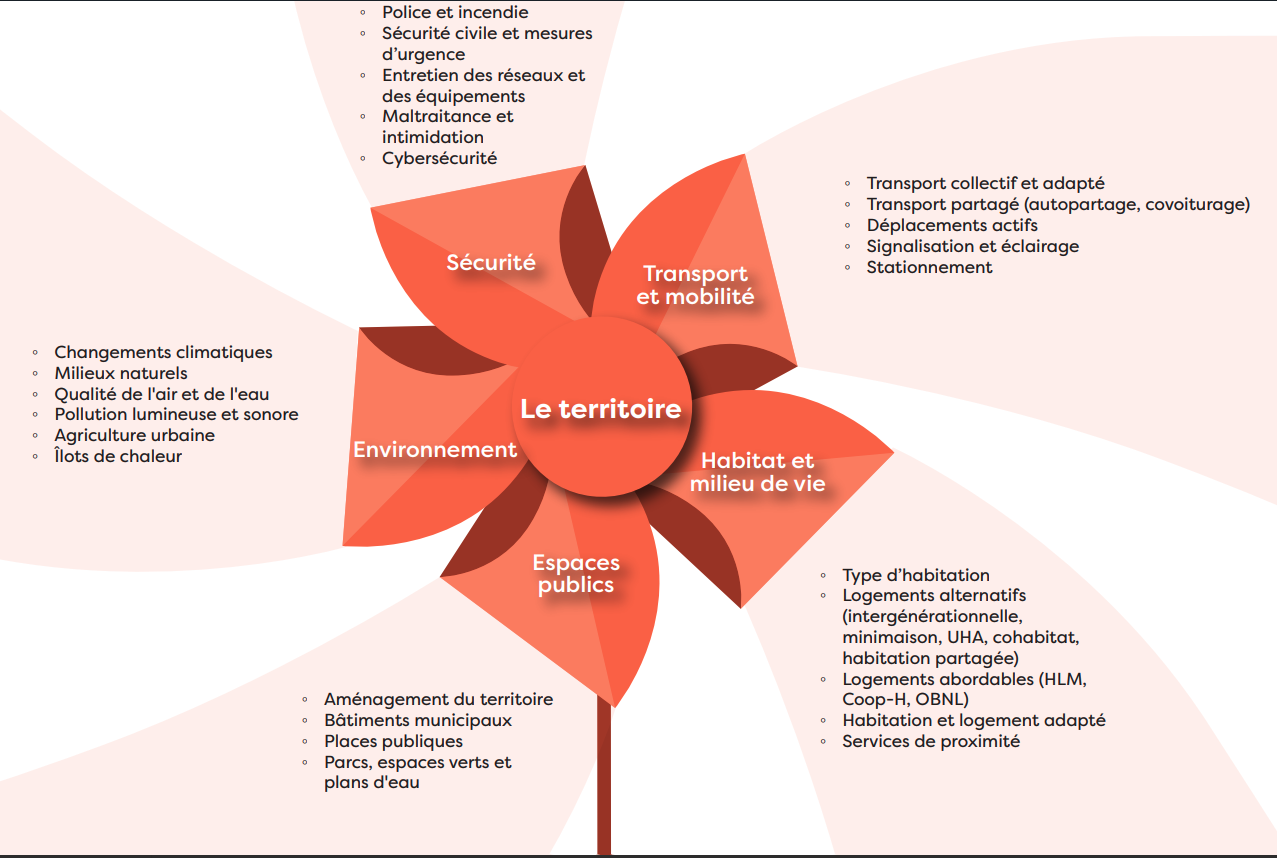 ◦ Police et incendie
◦ Sécurité civile et mesures
d’urgence
◦ Entretien des réseaux et
des équipements
◦ Maltraitance et
intimidation
◦ Cybersécurité
Sécurité
Transport
et mobilité
◦ Transport collectif et adapté
◦ Transport partagé (autopartage, covoiturage)
◦ Déplacements actifs
◦ Signalisation et éclairage
◦ Stationnement
◦ Changements climatiques
◦ Milieux naturels
◦ Qualité de l'air et de l'eau
◦ Pollution lumineuse et sonore
◦ Agriculture urbaine
◦ Îlots de chaleur
Environnement
Le territoire
Habitat et
milieu de vie
◦ Type d’habitation
◦ Logements alternatifs
(intergénérationnelle,
minimaison, UHA, cohabitat,
habitation partagée)
◦ Logements abordables (HLM,
Coop-H, OBNL)
◦ Habitation et logement adapté
◦ Services de proximité
Espaces
publics
◦ Aménagement du territoire
◦ Bâtiments municipaux
◦ Places publiques
◦ Parcs, espaces verts et
plans d'eau